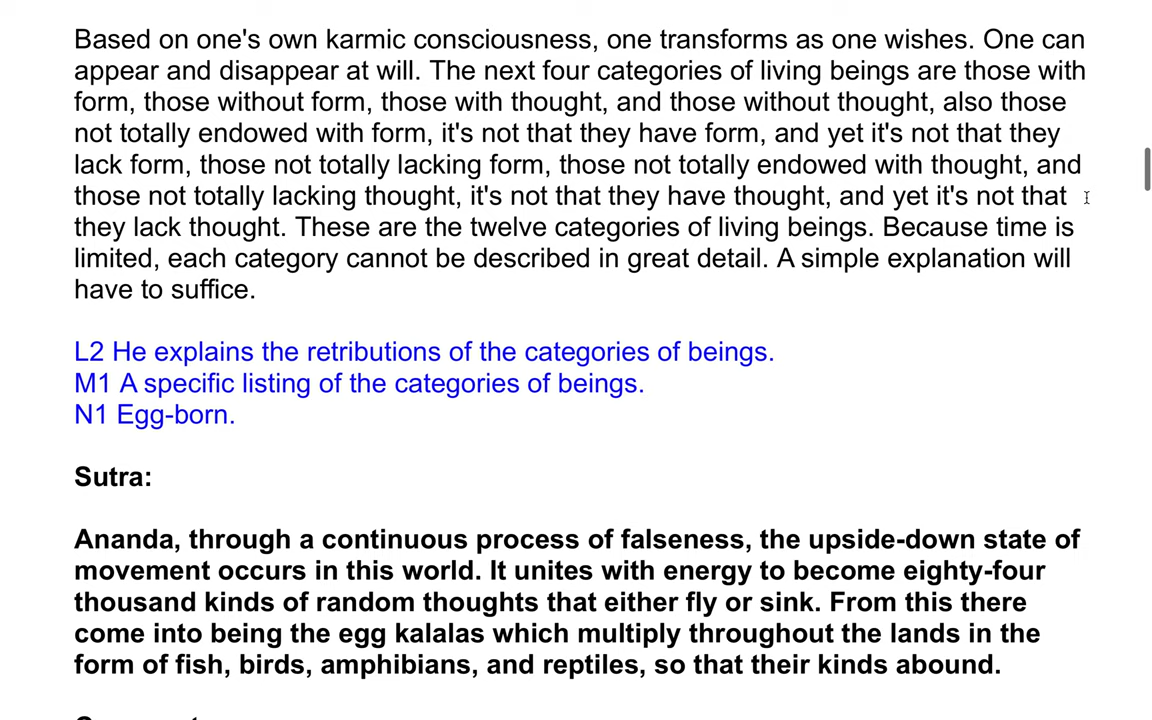 Based on one's own karmic consciousness, one transforms as one wishes. One can
appear and disappear at will. The next four categories of living beings are those with
form, those without form, those with thought, and those without thought, also those
not totally endowed with form, it's not that they have form, and yet it's not that they
lack form, those not totally lacking form, those not totally endowed with thought, and
those not totally lacking thought, it's not that they have thought, and yet it's not that
they lack thought. These are the twelve categories of living beings. Because time is
limited, each category cannot be described in great detail. A simple explanation will
have to suffice.
L2 He explains the retributions of the categories of beings.
M1 A specific listing of the categories of beings.
N1 Egg-born.
Sutra:
Ananda, through a continuous process of falseness, the upside-down state of
movement occurs in this world. It unites with energy to become eighty-four
thousand kinds of random thoughts that either fly or sink. From this there
come into being the egg kalalas which multiply throughout the lands in the
form of fish, birds, amphibians, and reptiles, so that their kinds abound.